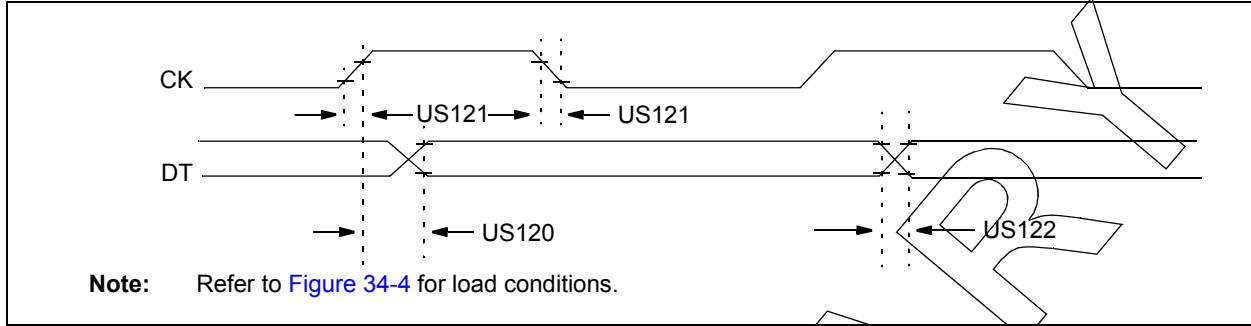 CK
US121
US121
DT
US120
US122
Note: Refer to Figure 34-4 for load conditions.